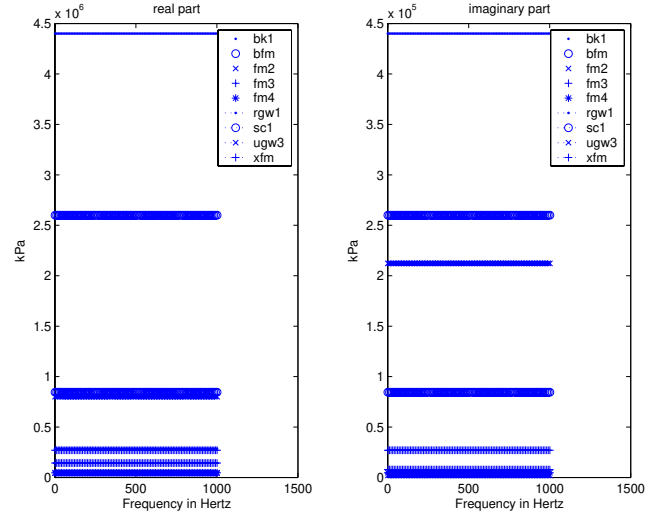 real part
x 10^6
4.5
4
3.5
3
2.5
2
1.5
1
0.5
0
kPa
0 500 1000 1500
Frequency in Hertz
bk1
bfm
fm2
fm3
fm4
rgw1
sc1
ugw3
xfm
imaginary part
x 10^5
4.5
4
3.5
3
2.5
2
1.5
1
0.5
0
kPa
0 500 1000 1500
Frequency in Hertz
bk1
bfm
fm2
fm3
fm4
rgw1
sc1
ugw3
xfm